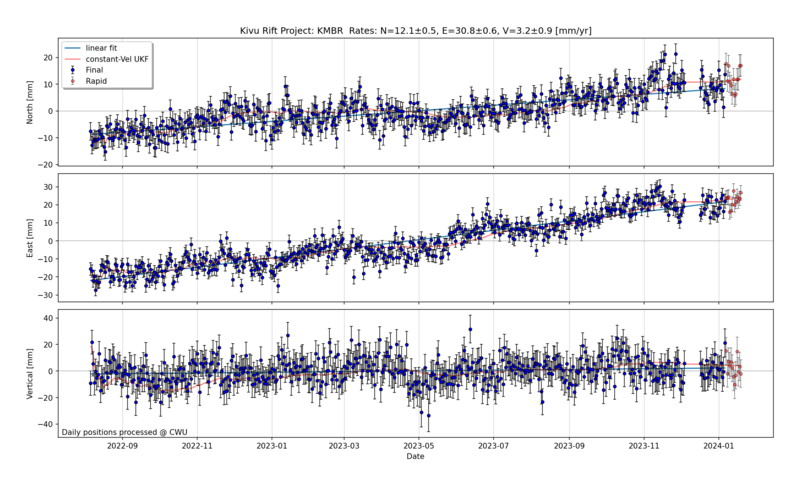 Kivu Rift Project: KMBR  Rates: N=12.1±0.5, E=30.8±0.6, V=3.2±0.9 [mm/yr]
linear fit
constant-Vel UKF
Final
Rapid
North [mm]
20
10
0
−10
−20
East [mm]
30
20
10
0
−10
−20
−30
Vertical [mm]
40
20
0
−20
−40
Daily positions processed @ CWU
2022-09 2022-11 2023-01 2023-03 2023-05 2023-07 2023-09 2023-11 2024-01
Date